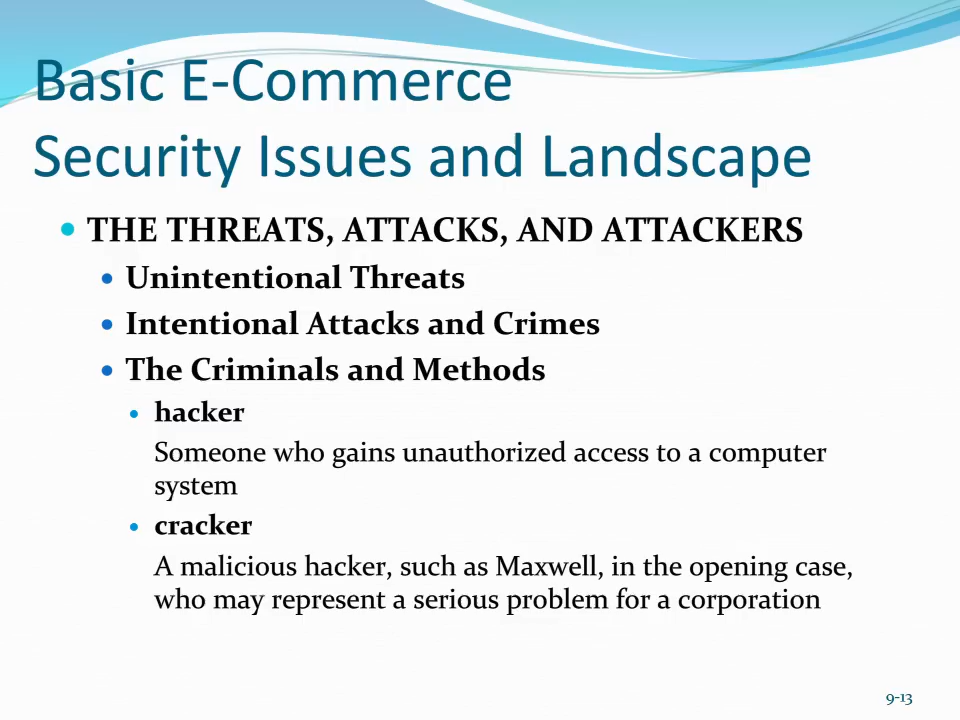 Basic E-Commerce
Security Issues and Landscape
• THE THREATS, ATTACKS, AND ATTACKERS
• Unintentional Threats
• Intentional Attacks and Crimes
• The Criminals and Methods
• hacker
Someone who gains unauthorized access to a computer
system
• cracker
A malicious hacker, such as Maxwell, in the opening case,
who may represent a serious problem for a corporation
9-13